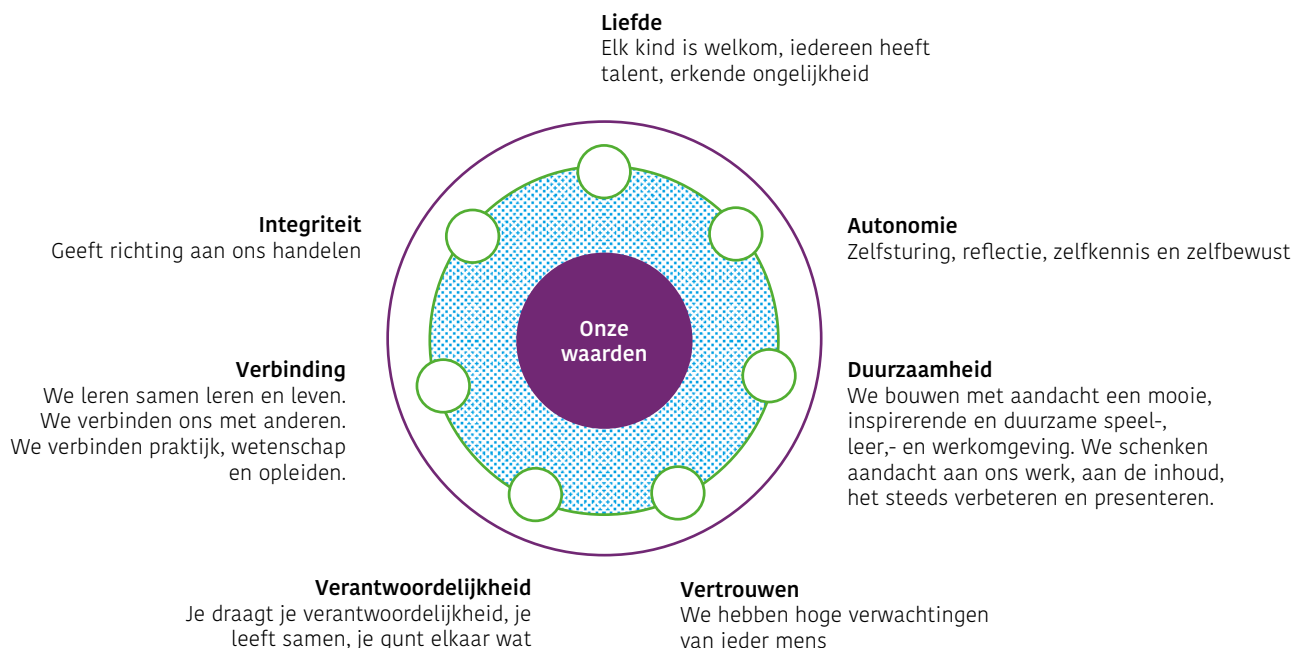 Liefde
Elk kind is welkom, iedereen heeft
talent, erkende ongelijkheid
Integriteit
Geeft richting aan ons handelen
Autonomie
Zelfsturing, reflectie, zelfkennis en zelfbewust
Onze
waarden
Verbinding
We leren samen leren en leven.
We verbinden ons met anderen.
We verbinden praktijk, wetenschap
en opleiden.
Duurzaamheid
We bouwen met aandacht een mooie,
inspirerende en duurzame speel-,
leer,- en werkomgeving. We schenken
aandacht aan ons werk, aan de inhoud,
het steeds verbeteren en presenteren.
Verantwoordelijkheid
Je draagt je verantwoordelijkheid, je
leeft samen, je gunt elkaar wat
Vertrouwen
We hebben hoge verwachtingen
van ieder mens